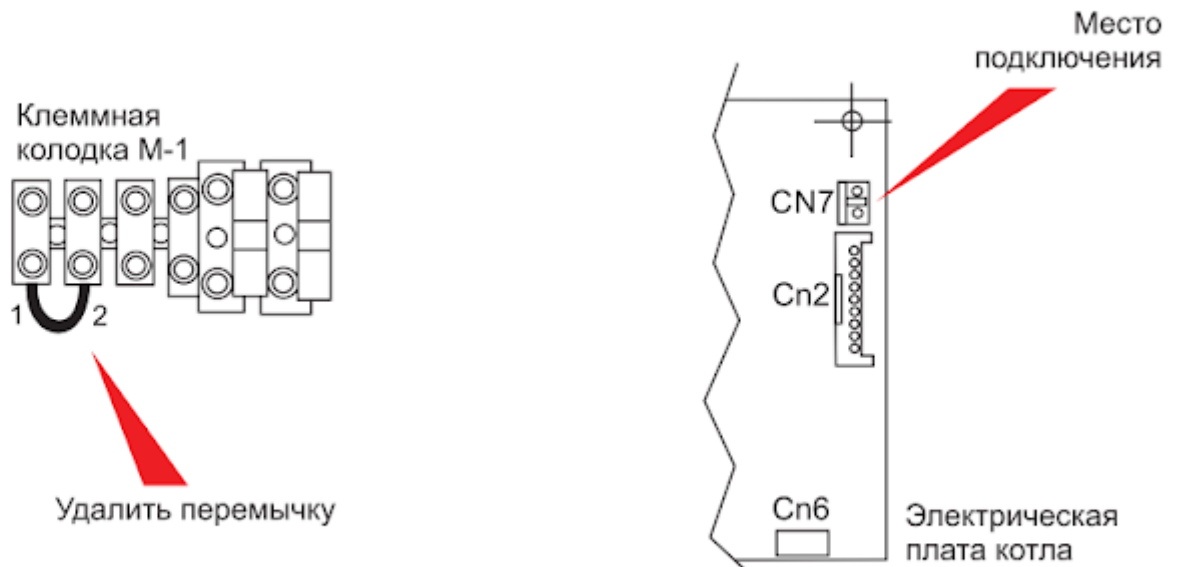 Место
подключения
Клеммная
колодка М-1
CN7
Cn2
1 2
Удалить перемычку
Cn6
Электрическая
плата котла